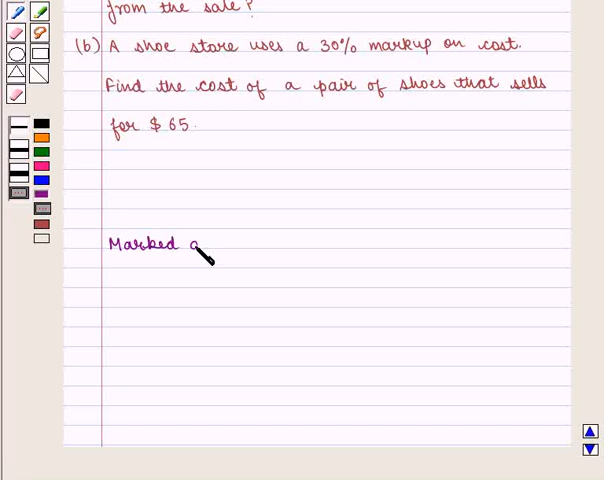 from the sale?
(b) A shoe store uses a 30% markup on cost.
Find the cost of a pair of shoes that sells
for $ 65.
Marked a